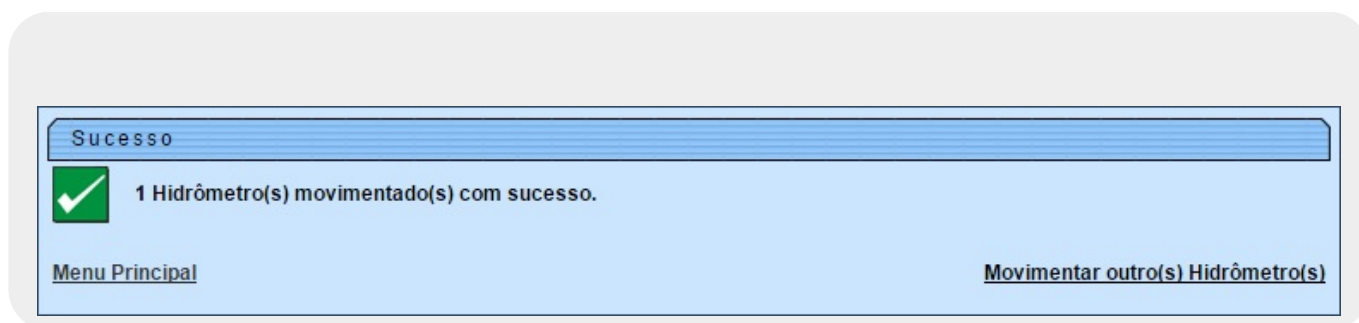 Sucesso
1 Hidrômetro(s) movimentado(s) com sucesso.
Menu Principal
Movimentar outro(s) Hidrômetro(s)